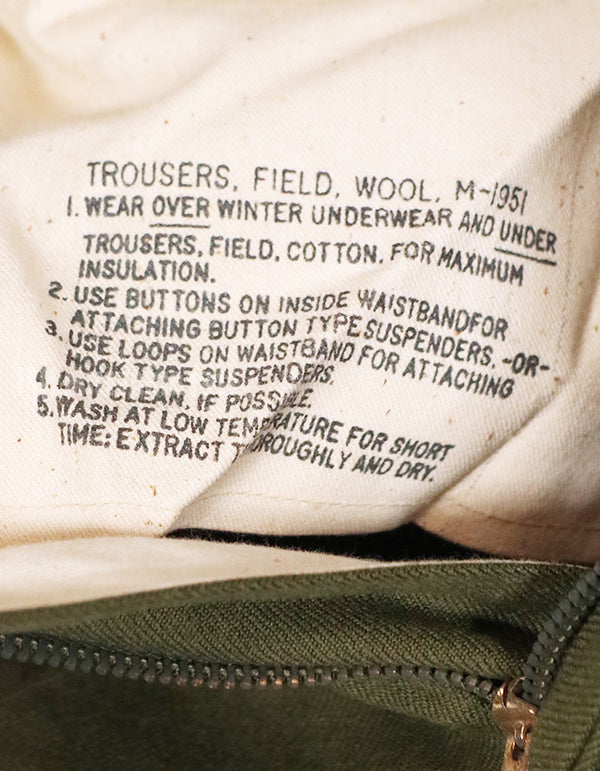 TROUSERS, FIELD, WOOL, M-1951
1. WEAR OVER WINTER UNDERWEAR AND UNDER
TROUSERS, FIELD, COTTON, FOR MAXIMUM
INSULATION.
2. USE BUTTONS ON INSIDE WAISTBANDFOR
ATTACHING BUTTON TYPE SUSPENDERS, -OR-
3. USE LOOPS ON WAISTBAND FOR ATTACHING
HOOK TYPE SUSPENDERS.
4. DRY CLEAN, IF POSSIBLE.
5. WASH AT LOW TEMPERATURE FOR SHORT
TIME: EXTRACT THOROUGHLY AND DRY.